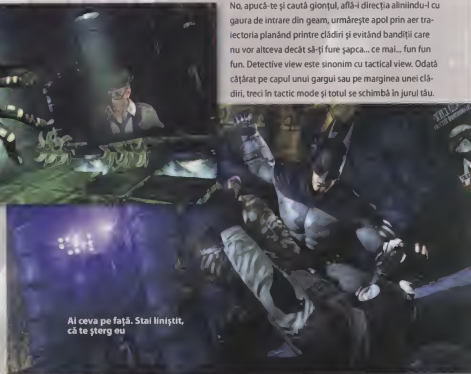 No, apucă-te și caută glonțul, află-i direcția aliniindu-l cu
gaura de intrare din geam, urmărește apoi prin aer tra-
iectoria planând printre clădiri și evitând bandiții care
nu vor altceva decât să-ți fure șapca... ce mai... fun fun
fun. Detective view este sinonim cu tactical view. Odată
cățărat pe capul unui gargui sau pe marginea unei clă-
diri, treci în tactic mode și totul se schimbă în jurul tău.
Ai ceva pe față. Stai liniștit,
că te șterg eu